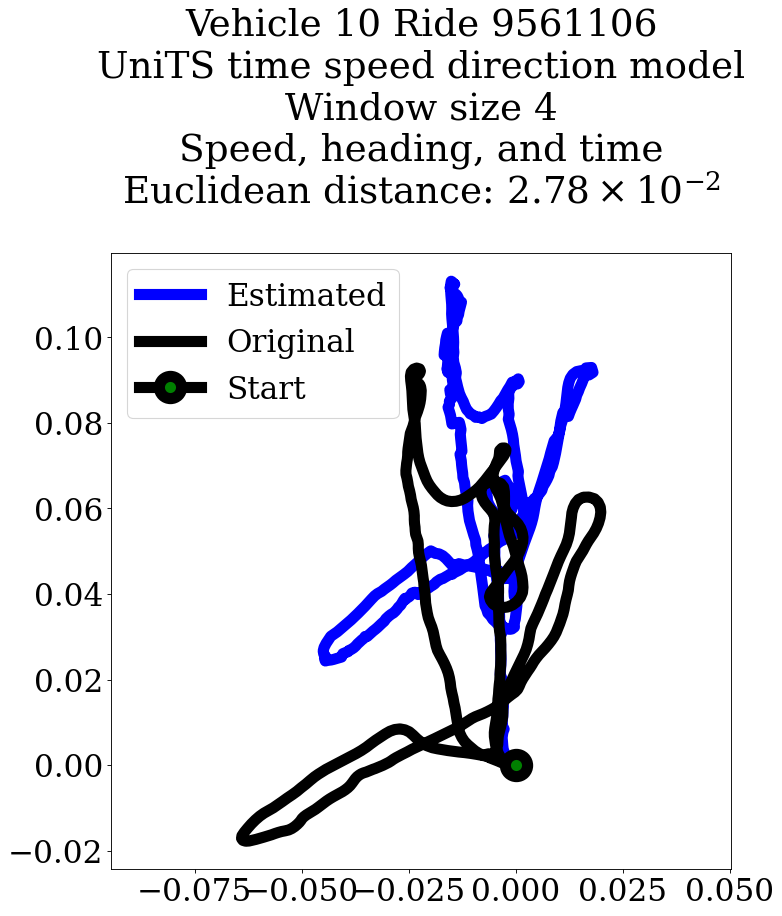 Vehicle 10 Ride 9561106
UniTS time speed direction model
Window size 4
Speed, heading, and time
Euclidean distance: 2.78 × 10⁻²
Estimated
Original
Start
0.10
0.08
0.06
0.04
0.02
0.00
−0.02
−0.075 −0.050 −0.025 0.000 0.025 0.050